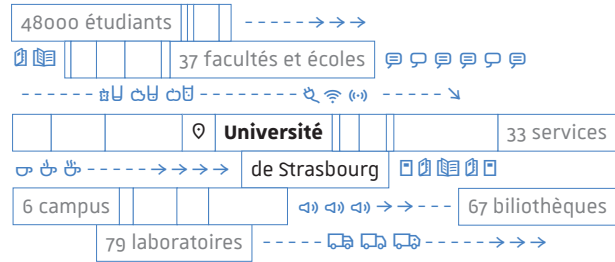 48000 étudiants
37 facultés et écoles
Université 33 services
de Strasbourg
6 campus 67 biliothèques
79 laboratoires